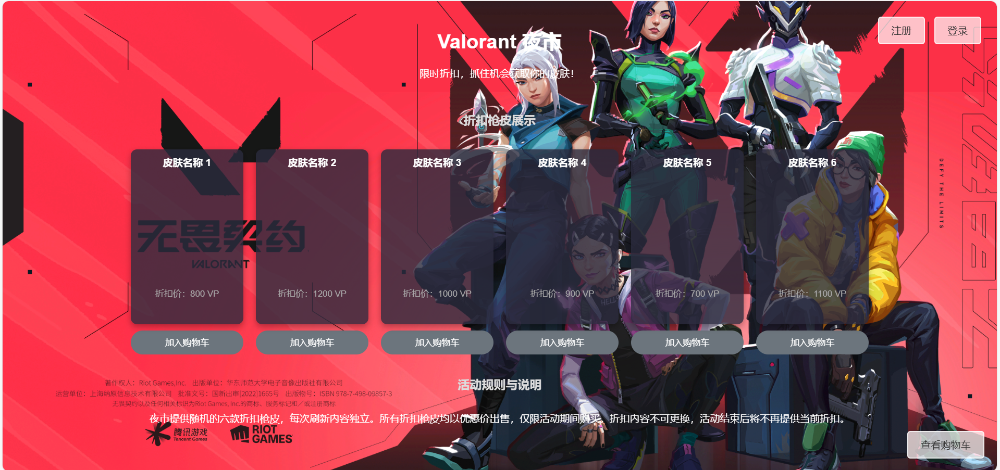 注册
登录
Valorant 夜市
限时折扣，抓住机会获取你的皮肤！
折扣枪皮展示
皮肤名称 1
皮肤名称 2
皮肤名称 3
皮肤名称 4
皮肤名称 5
皮肤名称 6
DEFY THE LIMITS
无畏契约
VALORANT
折扣价：800 VP
折扣价：1200 VP
折扣价：1000 VP
折扣价：900 VP
折扣价：700 VP
折扣价：1100 VP
HELL
加入购物车
加入购物车
加入购物车
加入购物车
加入购物车
加入购物车
著作权人：Riot Games,Inc. 出版单位：华东师范大学电子音像出版社有限公司
运营单位：上海纳原信息技术有限公司 批准文号：国新出审[2022]1665号 出版物号：ISBN 978-7-498-09857-3
无畏契约以及任何相关标识为Riot Games, Inc.的商标、服务标记和／或注册商标
活动规则与说明
夜市提供随机的六款折扣枪皮，每次刷新内容独立。所有折扣枪皮均以优惠价出售，仅限活动期间购买。折扣内容不可更换，活动结束后将不再提供当前折扣。
腾讯游戏
Tencent Games
RIOT
GAMES
查看购物车